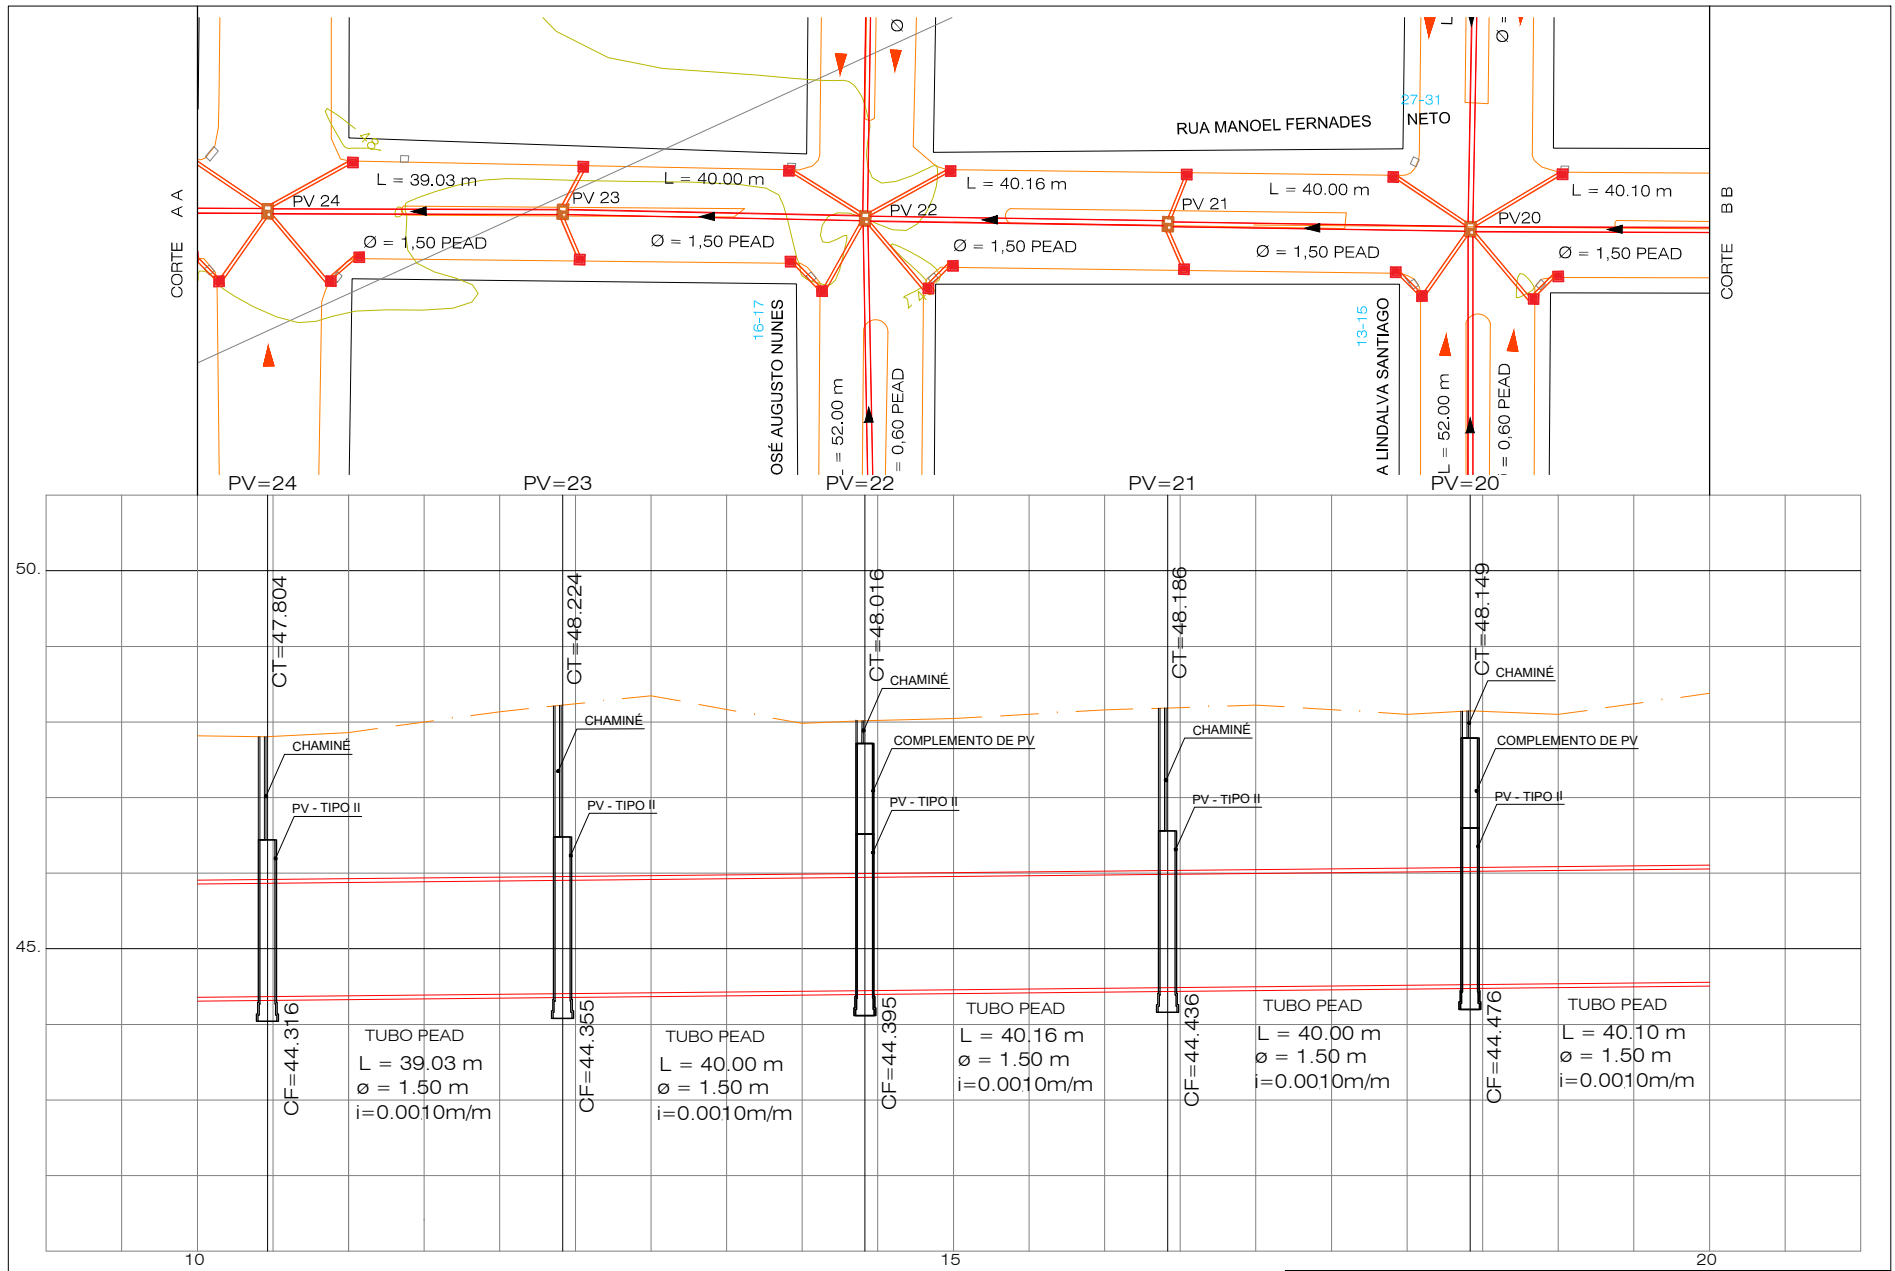 Ø
L
Ø =
27-31
RUA MANOEL FERNADES NETO
A8
L = 39.03 m
L = 40.00 m
L = 40.16 m
L = 40.00 m
L = 40.10 m
CORTE A A
PV 24
PV 23
PV 22
PV 21
PV20
CORTE B B
Ø = 1,50 PEAD
Ø = 1,50 PEAD
Ø = 1,50 PEAD
Ø = 1,50 PEAD
Ø = 1,50 PEAD
16-17
OSÉ AUGUSTO NUNES
= 52.00 m
= 0,60 PEAD
13-15
A LINDALVA SANTIAGO
L = 52.00 m
= 0,60 PEAD
PV=24
PV=23
PV=22
PV=21
PV=20
50.
CT=47.804
CT=48.224
CT=48.016
CT=48.186
CT=48.149
CHAMINÉ
PV - TIPO II
CHAMINÉ
PV - TIPO II
CHAMINÉ
COMPLEMENTO DE PV
PV - TIPO II
CHAMINÉ
PV - TIPO II
CHAMINÉ
COMPLEMENTO DE PV
PV - TIPO II
45.
CF=44.316
CF=44.355
CF=44.395
CF=44.436
CF=44.476
TUBO PEAD
L = 39.03 m
ø = 1.50 m
i=0.0010m/m
TUBO PEAD
L = 40.00 m
ø = 1.50 m
i=0.0010m/m
TUBO PEAD
L = 40.16 m
ø = 1.50 m
i=0.0010m/m
TUBO PEAD
L = 40.00 m
ø = 1.50 m
i=0.0010m/m
TUBO PEAD
L = 40.10 m
ø = 1.50 m
i=0.0010m/m
10
15
20